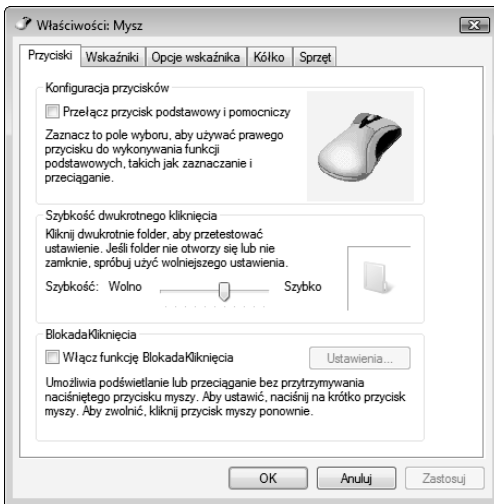 Właściwości: Mysz
Przyciski Wskaźniki Opcje wskaźnika Kółko Sprzęt
Konfiguracja przycisków
Przełącz przycisk podstawowy i pomocniczy
Zaznacz to pole wyboru, aby używać prawego
przycisku do wykonywania funkcji
podstawowych, takich jak zaznaczanie i
przeciąganie.
Szybkość dwukrotnego kliknięcia
Kliknij dwukrotnie folder, aby przetestować
ustawienie. Jeśli folder nie otworzy się lub nie
zamknie, spróbuj użyć wolniejszego ustawienia.
Szybkość: Wolno Szybko
BlokadaKliknięcia
Włącz funkcję BlokadaKliknięcia
Ustawienia...
Umożliwia podświetlanie lub przeciąganie bez przytrzymywania
naciśniętego przycisku myszy. Aby ustawić, naciśnij na krótko przycisk
myszy. Aby zwolnić, kliknij przycisk myszy ponownie.
OK Anuluj Zastosuj